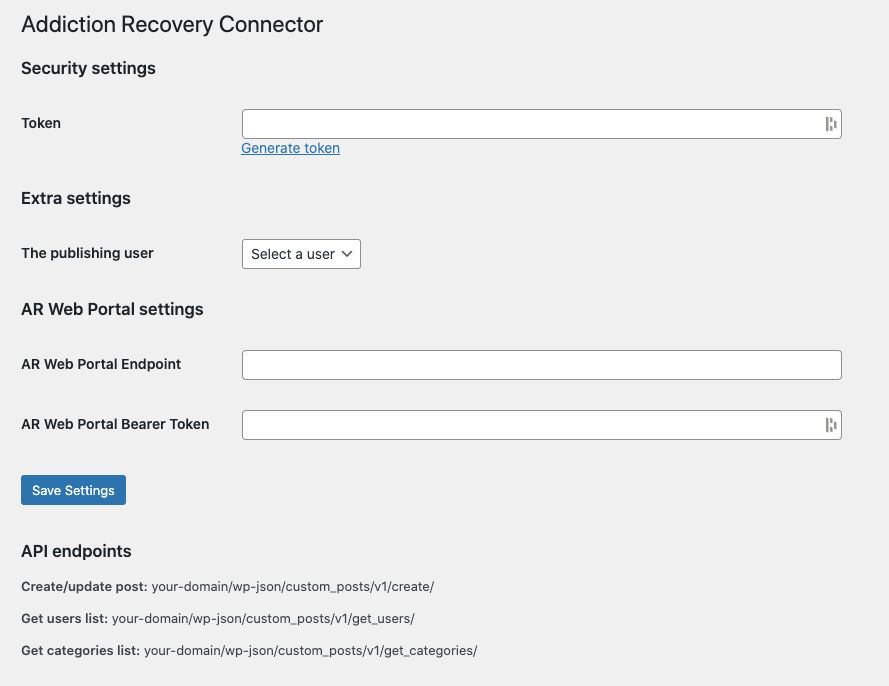 Addiction Recovery Connector
Security settings
Token
Generate token
Extra settings
The publishing user
Select a user
AR Web Portal settings
AR Web Portal Endpoint
AR Web Portal Bearer Token
Save Settings
API endpoints
Create/update post: your-domain/wp-json/custom_posts/v1/create/
Get users list: your-domain/wp-json/custom_posts/v1/get_users/
Get categories list: your-domain/wp-json/custom_posts/v1/get_categories/